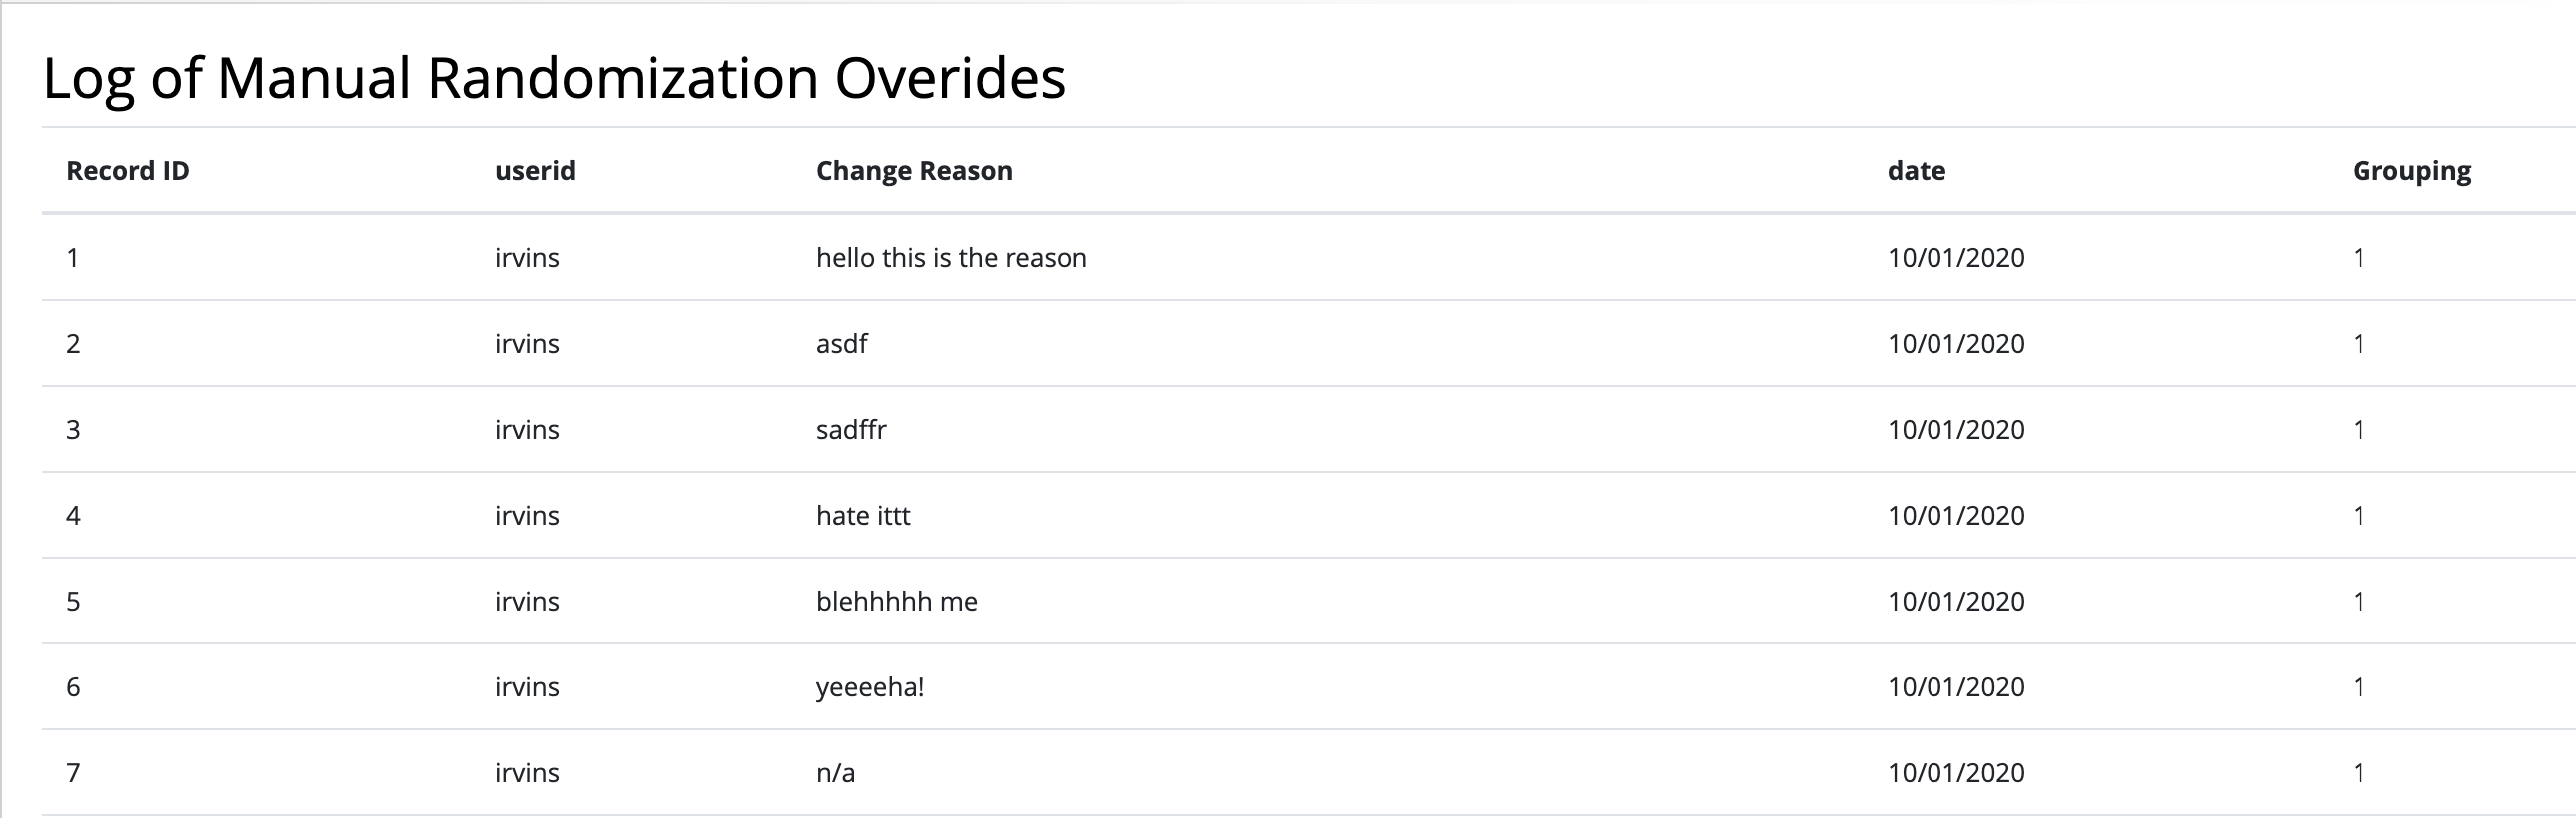 Log of Manual Randomization Overides
Record ID userid Change Reason date Grouping
1 irvins hello this is the reason 10/01/2020 1
2 irvins asdf 10/01/2020 1
3 irvins sadffr 10/01/2020 1
4 irvins hate ittt 10/01/2020 1
5 irvins blehhhhh me 10/01/2020 1
6 irvins yeeeeha! 10/01/2020 1
7 irvins n/a 10/01/2020 1